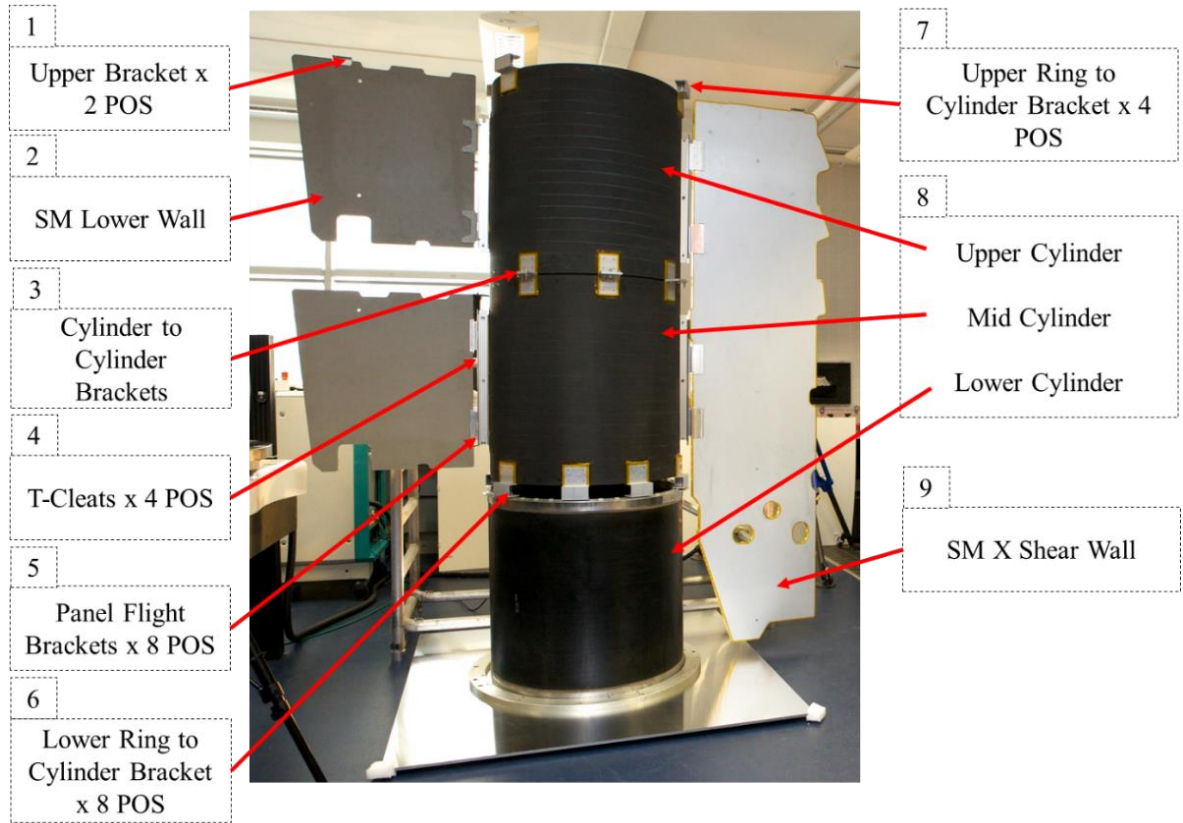 1
Upper Bracket x
2 POS
2
SM Lower Wall
3
Cylinder to
Cylinder
Brackets
4
T-Cleats x 4 POS
5
Panel Flight
Brackets x 8 POS
6
Lower Ring to
Cylinder Bracket
x 8 POS
7
Upper Ring to
Cylinder Bracket x 4
POS
8
Upper Cylinder
Mid Cylinder
Lower Cylinder
9
SM X Shear Wall